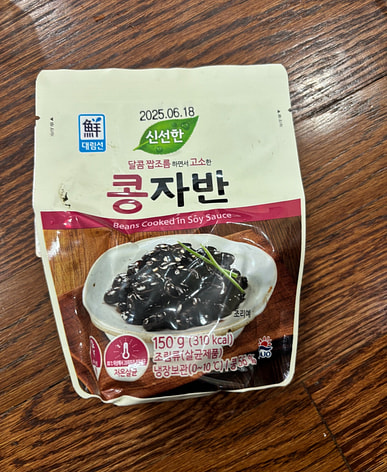 2025.06.18
鮮
대림선
신선한
달콤 짭조름하면서 고소한
콩자반
Beans Cooked in Soy Sauce
조리예
150 g (310 kcal)
조림류(살균제품)
냉장보관(0~10℃)
저온살균